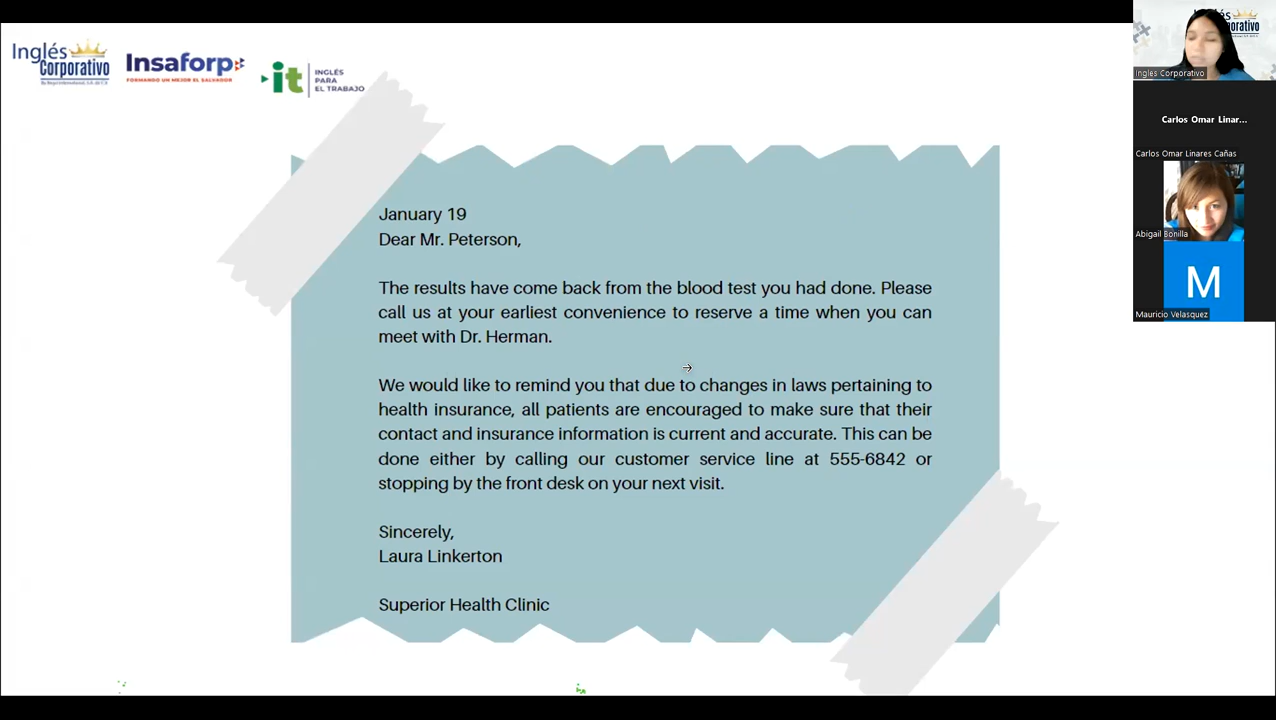 Inglés
Corporativo
Insaforp
FORMANDO UN MEJOR EL SALVADOR
it
INGLÉS
PARA
EL TRABAJO
January 19
Dear Mr. Peterson,
The results have come back from the blood test you had done. Please
call us at your earliest convenience to reserve a time when you can
meet with Dr. Herman.
We would like to remind you that due to changes in laws pertaining to
health insurance, all patients are encouraged to make sure that their
contact and insurance information is current and accurate. This can be
done either by calling our customer service line at 555-6842 or
stopping by the front desk on your next visit.
Sincerely,
Laura Linkerton
Superior Health Clinic
Ingles Corporativo
Carlos Omar Linar...
Carlos Omar Linares Cañas
Abigail Bonilla
M
Mauricio Velasquez